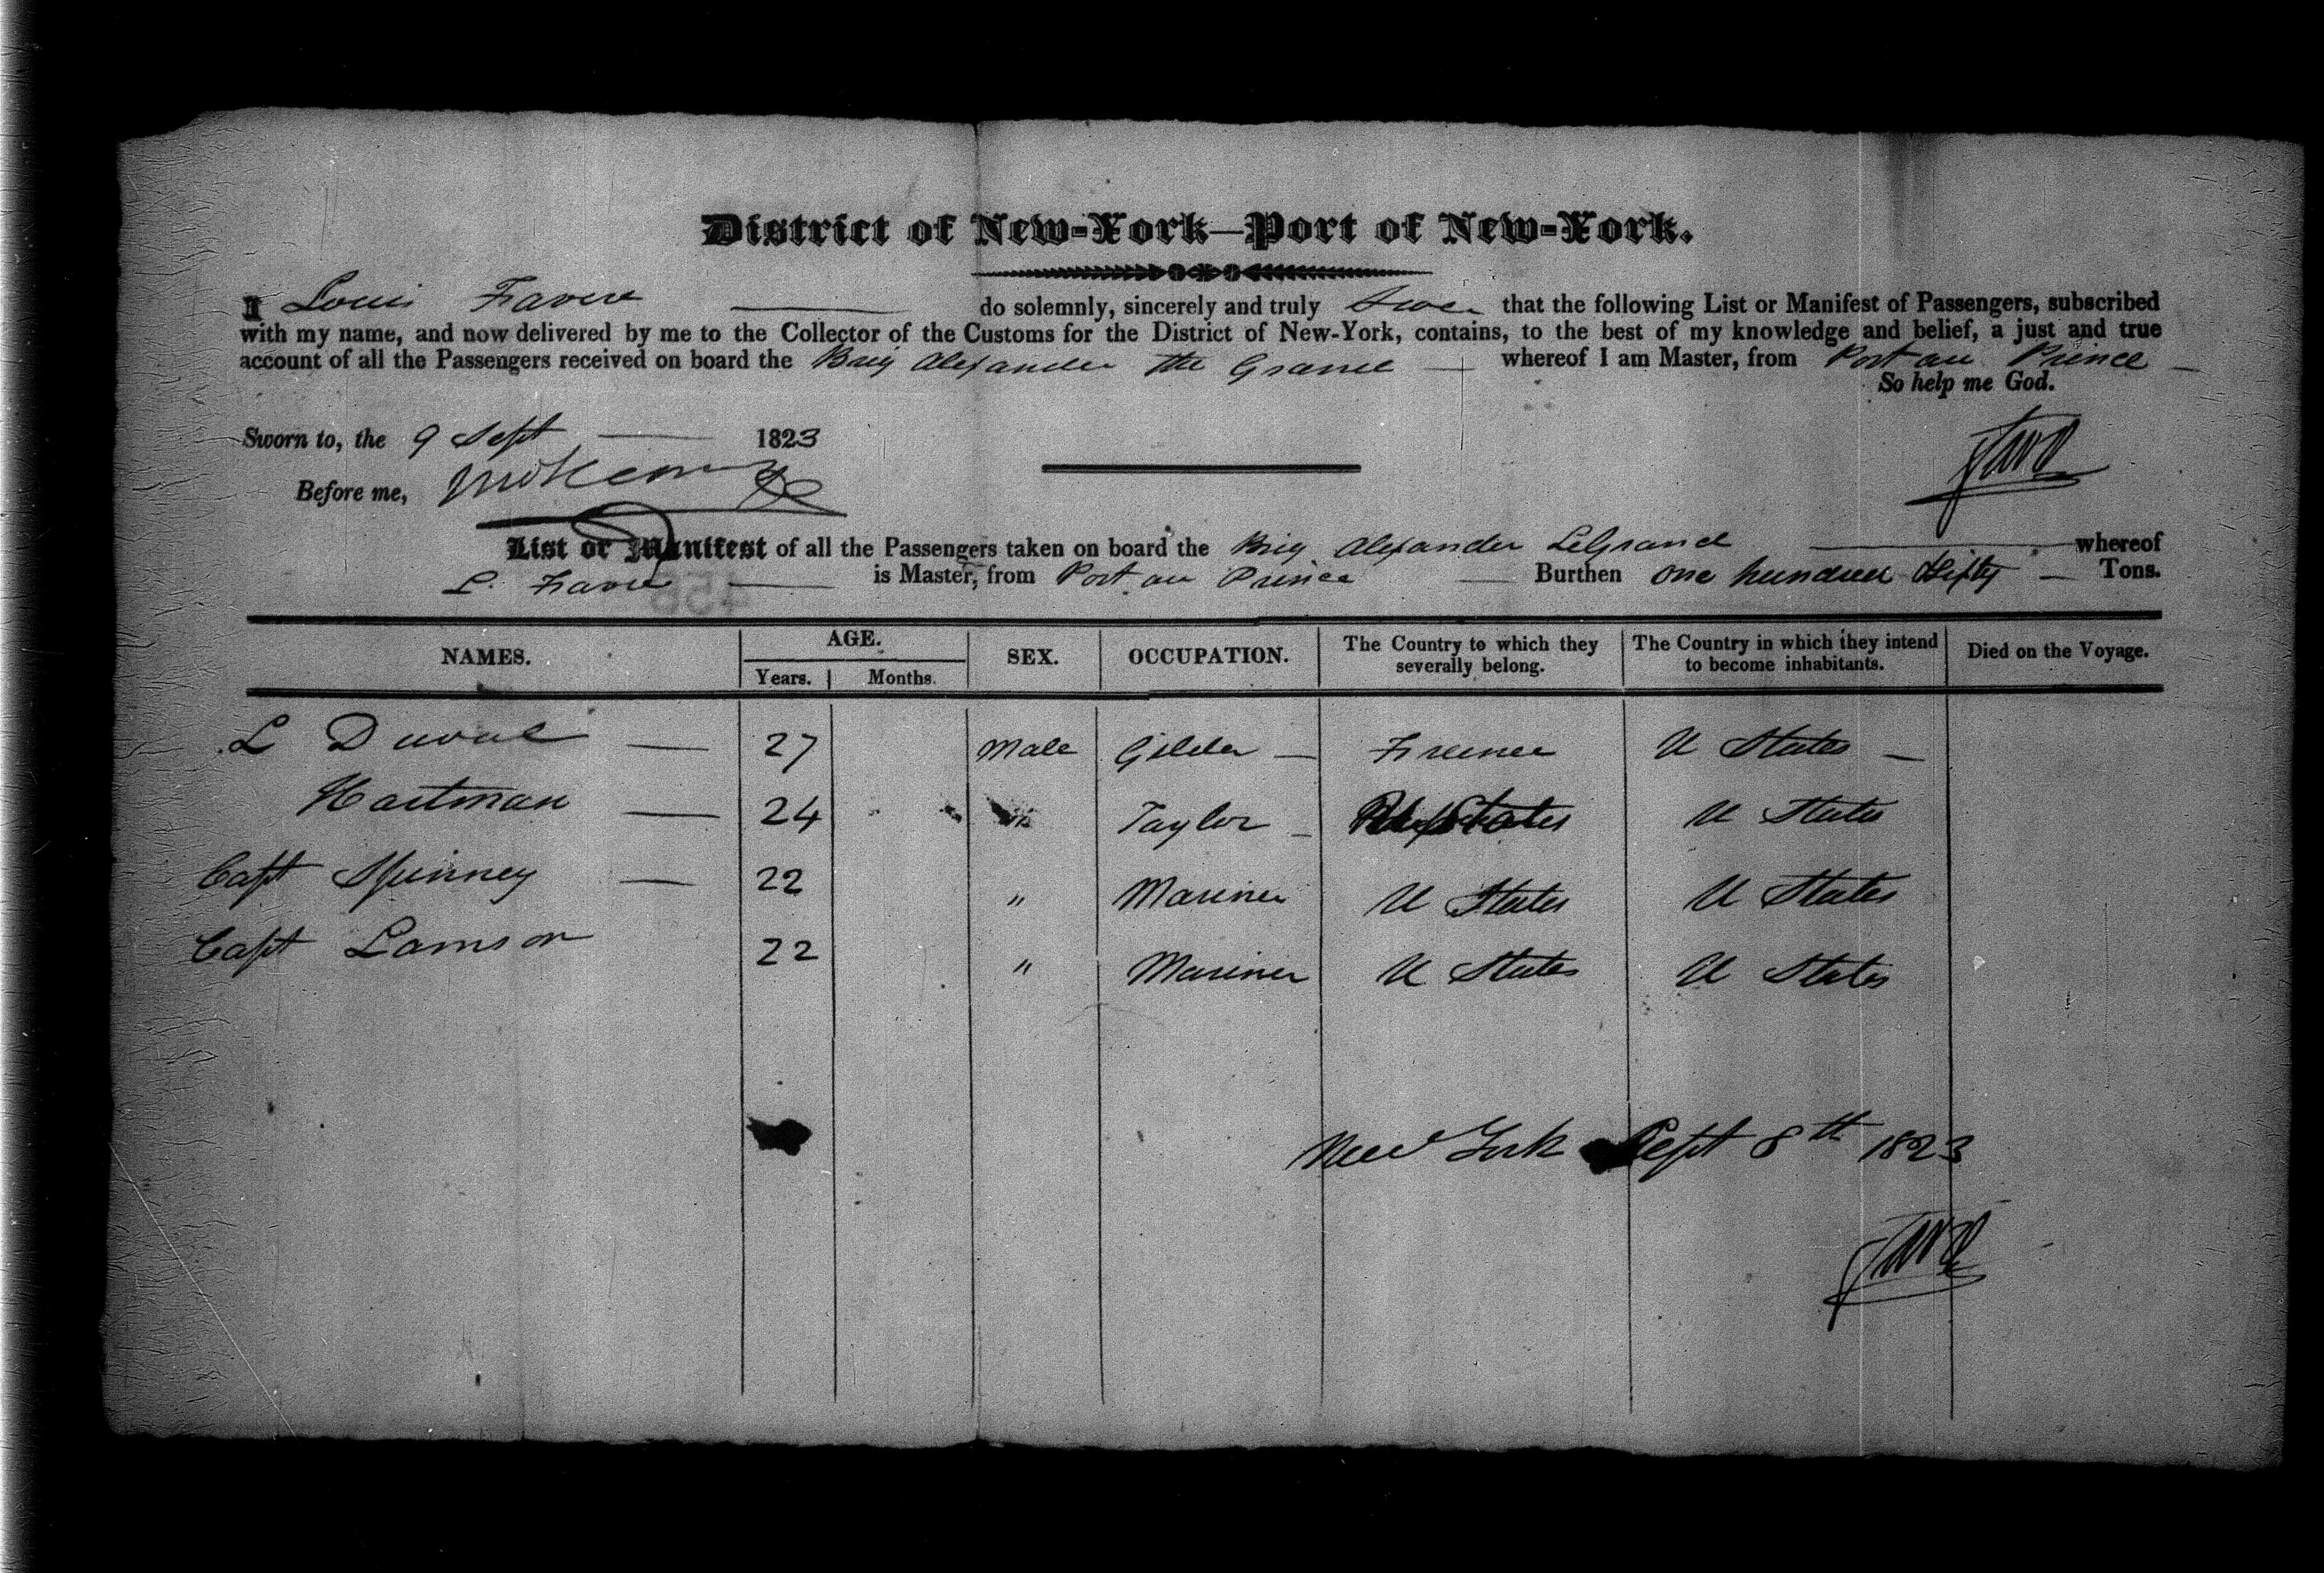 District of New-York—Port of New-York.
I Louis Favre do solemnly, sincerely and truly that the following List or Manifest of Passengers, subscribed
with my name, and now delivered by me to the Collector of the Customs for the District of New-York, contains, to the best of my knowledge and belief, a just and true
account of all the Passengers received on board the Brig Alexander the Grand whereof I am Master, from Port au Prince
So help me God.
Sworn to, the 9 Sept 1823
Before me,
List or Manifest of all the Passengers taken on board the Brig Alexander LeGrand whereof
L. Favre is Master, from Port au Prince Burthen one hundred fifty Tons.
NAMES. AGE. Years. Months. SEX. OCCUPATION. The Country to which they severally belong. The Country in which they intend to become inhabitants. Died on the Voyage.
L Duval 27 Male Gilder France U States
Hartman 24 " Taylor U States U States
Capt Spinney 22 " Mariner U States U States
Capt Lamson 22 " Mariner U States U States
New York Sept 8th 1823